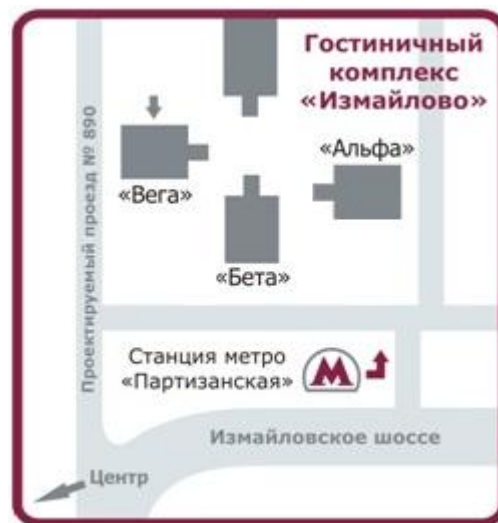 Гостиничный
комплекс
«Измайлово»
Проектируемый проезд № 890
«Альфа»
«Вега»
«Бета»
Станция метро
«Партизанская»
М
Измайловское шоссе
Центр